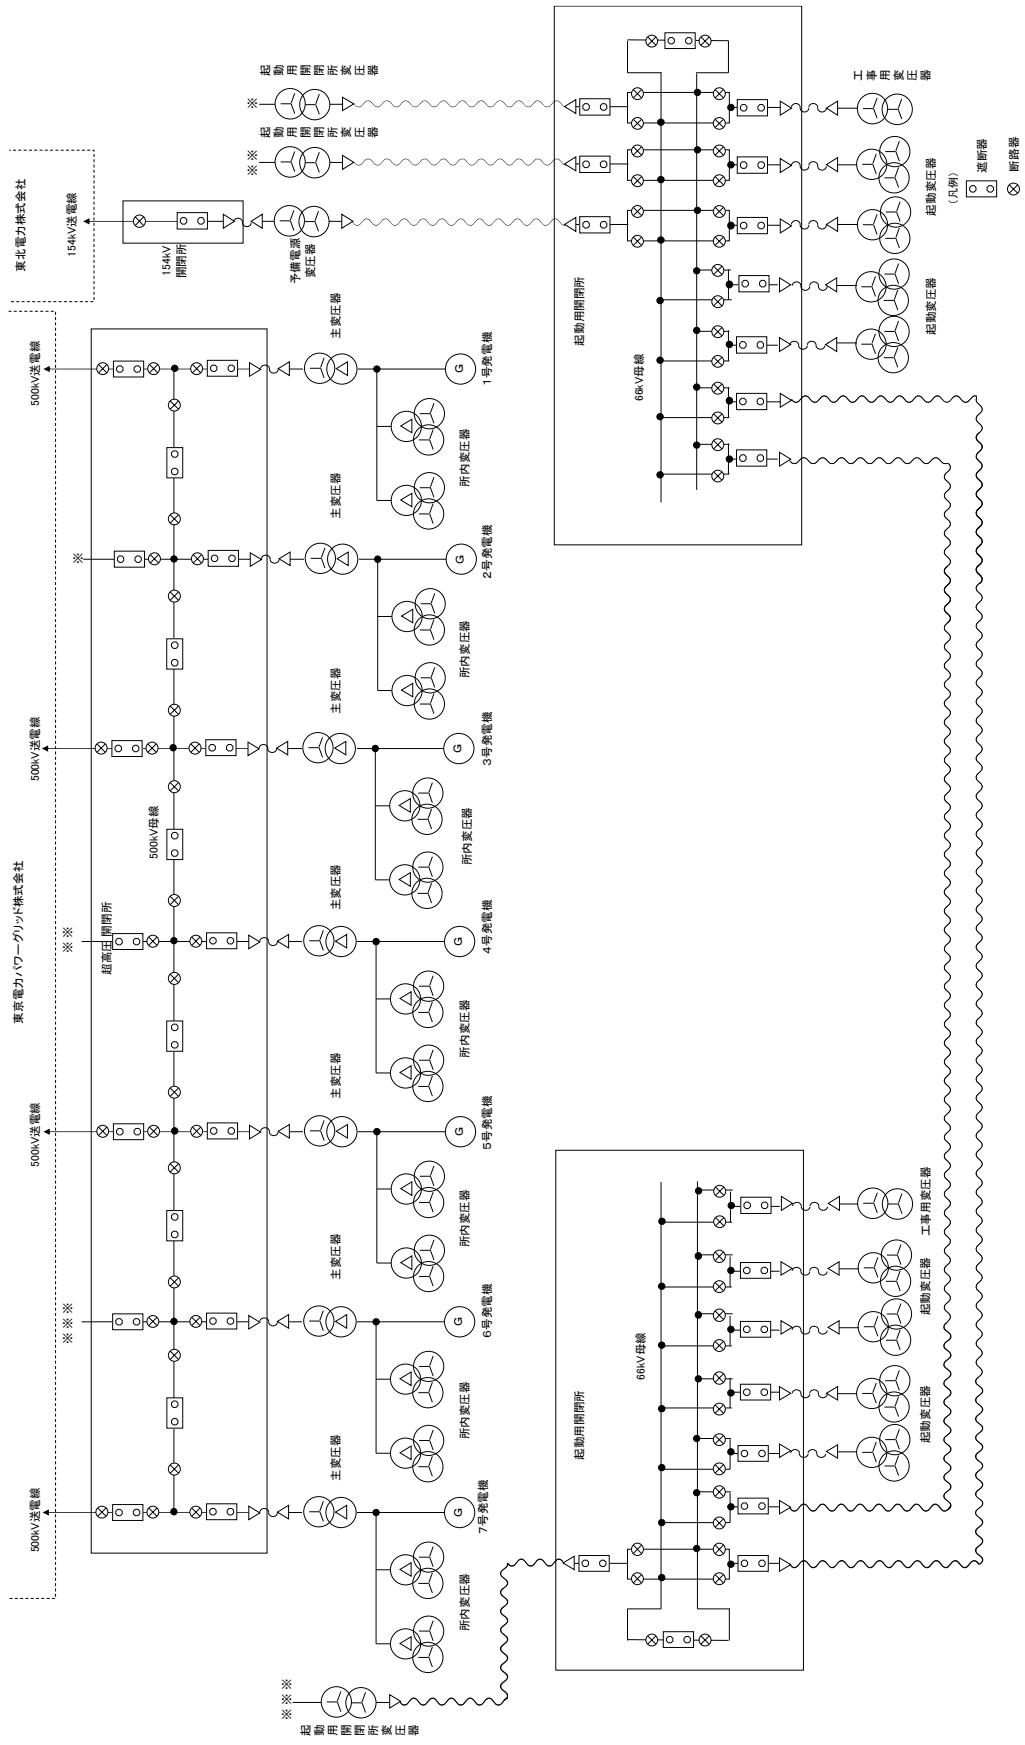 東北電力株式会社
154kV送電線
154kV
開閉所
予備電源
変圧器
※
起動用開閉所変圧器
※※
起動用開閉所変圧器
東京電力パワーグリッド株式会社
500kV送電線
500kV送電線
500kV送電線
500kV送電線
※
※※
※※※
超高圧開閉所
500kV母線
主変圧器
主変圧器
主変圧器
主変圧器
主変圧器
主変圧器
主変圧器
G
G
G
G
G
G
G
1号発電機
2号発電機
3号発電機
4号発電機
5号発電機
6号発電機
7号発電機
所内変圧器
所内変圧器
所内変圧器
所内変圧器
所内変圧器
所内変圧器
所内変圧器
※※※
起動用開閉所変圧器
起動用開閉所
66kV母線
工事用変圧器
起動変圧器
起動変圧器
起動用開閉所
66kV母線
工事用変圧器
起動変圧器
起動変圧器
(凡例)
遮断器
断路器